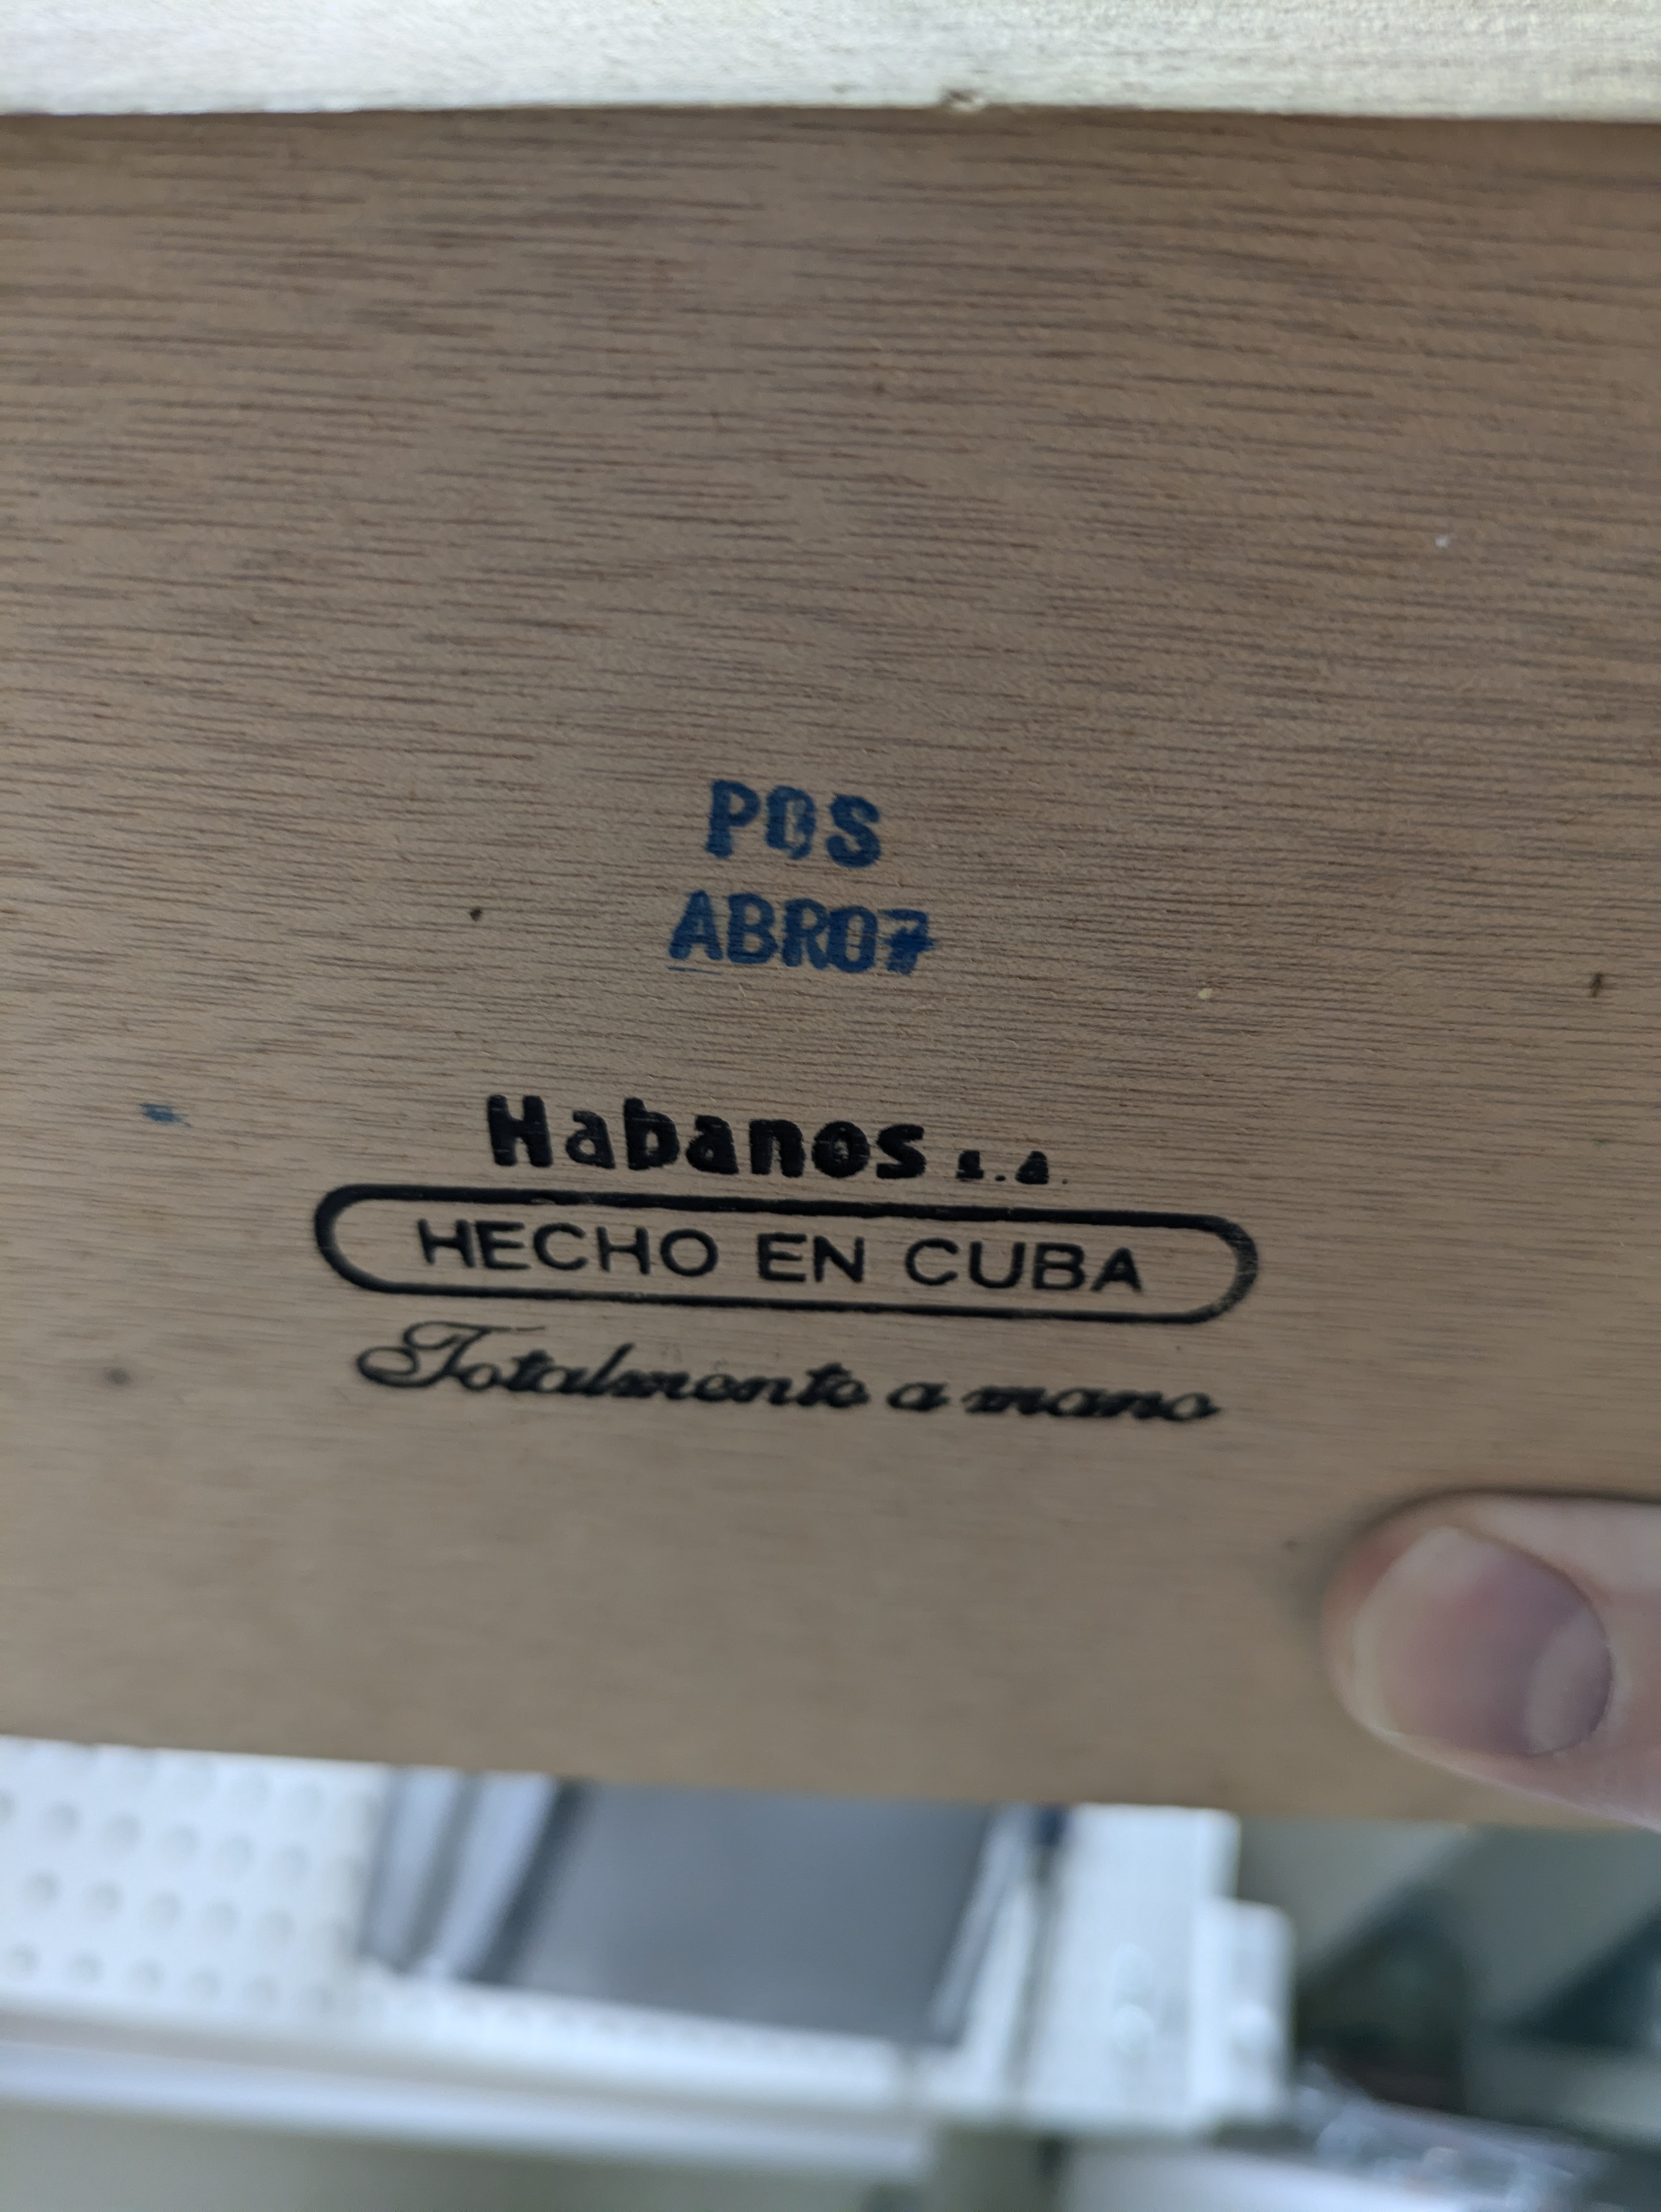 POS
ABR07
Habanos s.a.
HECHO EN CUBA
Totalmente a mano